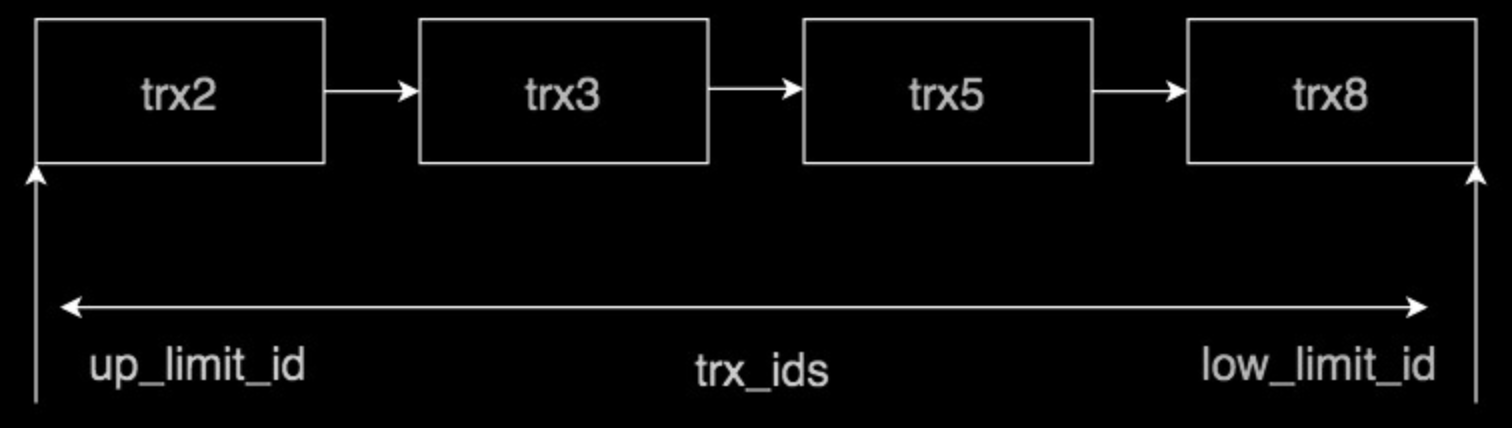 trx2
trx3
trx5
trx8
up_limit_id
trx_ids
low_limit_id